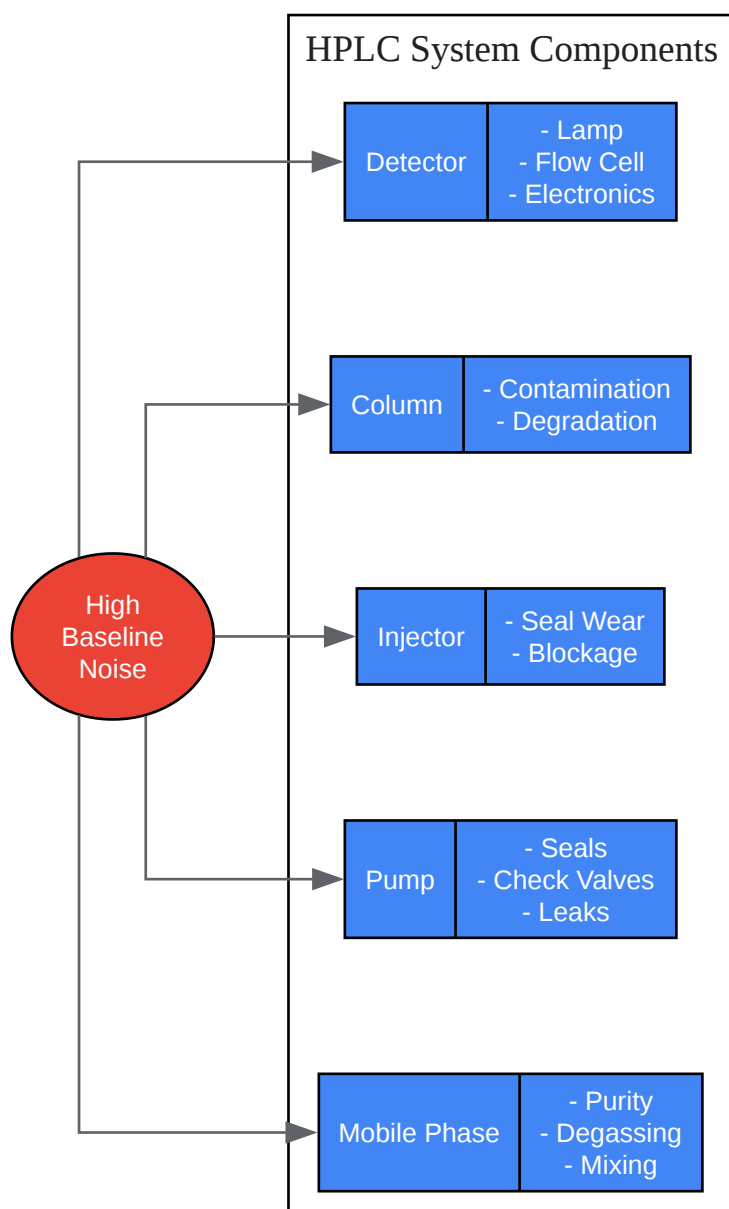 HPLC System Components
Detector
- Lamp
- Flow Cell
- Electronics
Column
- Contamination
- Degradation
High
Baseline
Noise
Injector
- Seal Wear
- Blockage
Pump
- Seals
- Check Valves
- Leaks
Mobile Phase
- Purity
- Degassing
- Mixing